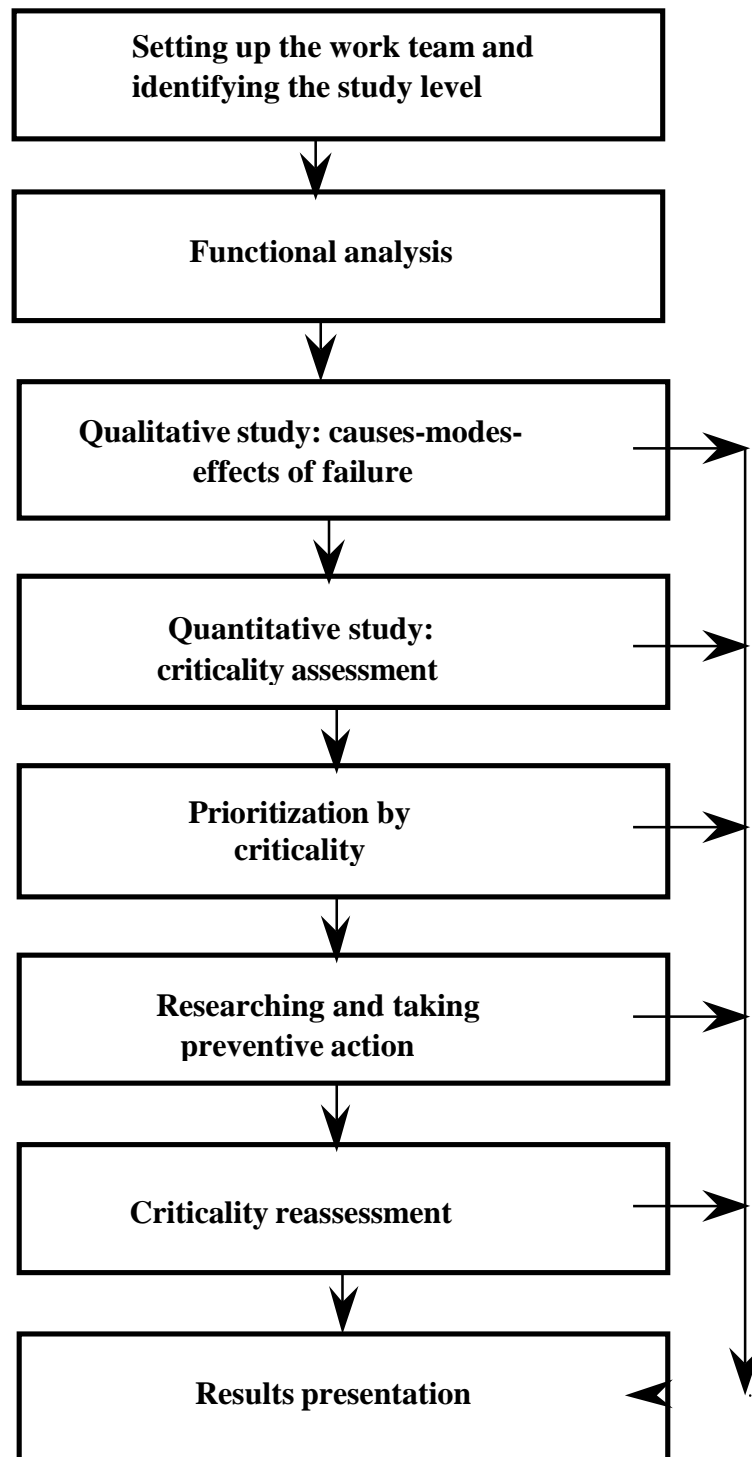 Setting up the work team and
identifying the study level
Functional analysis
Qualitative study: causes-modes-
effects of failure
Quantitative study:
criticality assessment
Prioritization by
criticality
Researching and taking
preventive action
Criticality reassessment
Results presentation